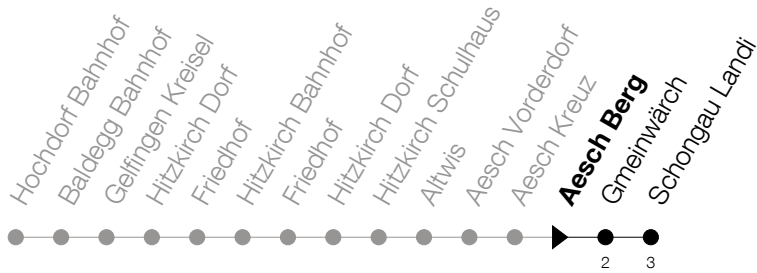 Hochdorf Bahnhof
Baldegg Bahnhof
Gelfingen Kreisel
Hitzkirch Dorf
Friedhof
Hitzkirch Bahnhof
Friedhof
Hitzkirch Dorf
Hitzkirch Schulhaus
Altwis
Aesch Vorderdorf
Aesch Kreuz
Aesch Berg
Gmeinwärch
Schongau Landi
2
3